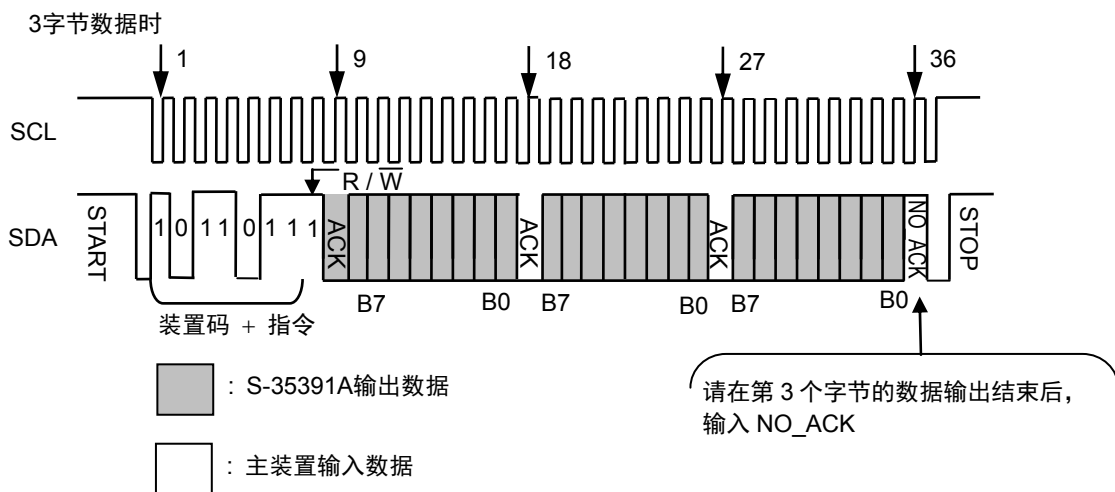 3字节数据时
1 9 18 27 36
SCL
R / W
SDA
START 1 0 1 1 0 1 1 1 ACK ACK ACK NO_ACK STOP
B7 B0 B7 B0 B7 B0
装置码 + 指令
: S-35391A输出数据
: 主装置输入数据
请在第 3 个字节的数据输出结束后，
输入 NO_ACK